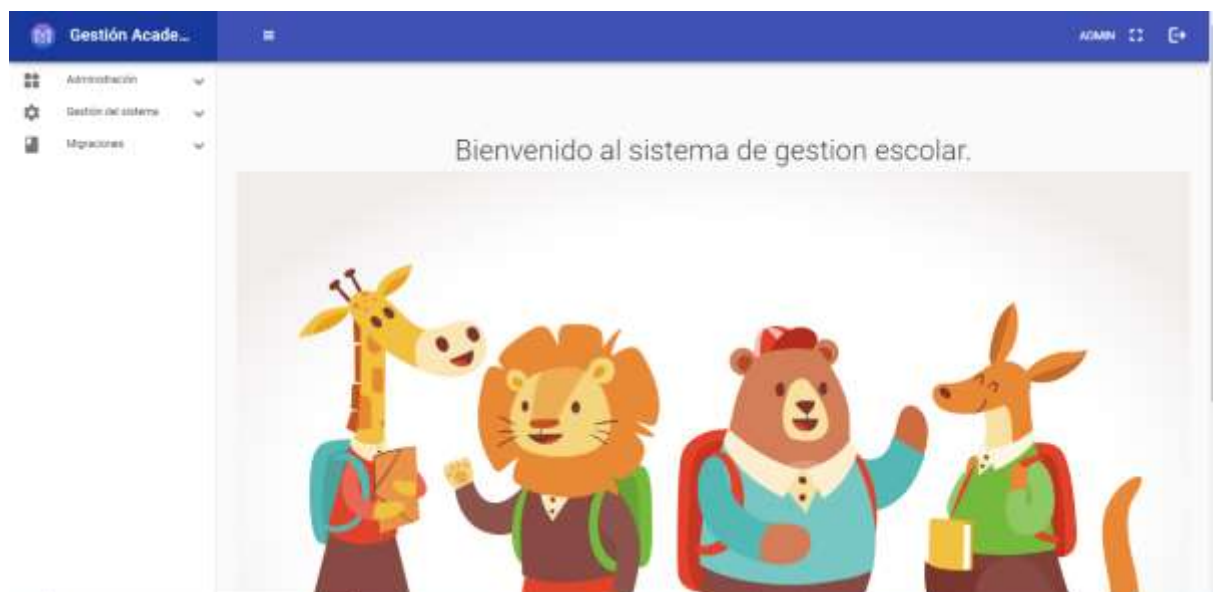 Gestión Acade...
ADMIN
Administración
Gestión del sistema
Migraciones
Bienvenido al sistema de gestion escolar.